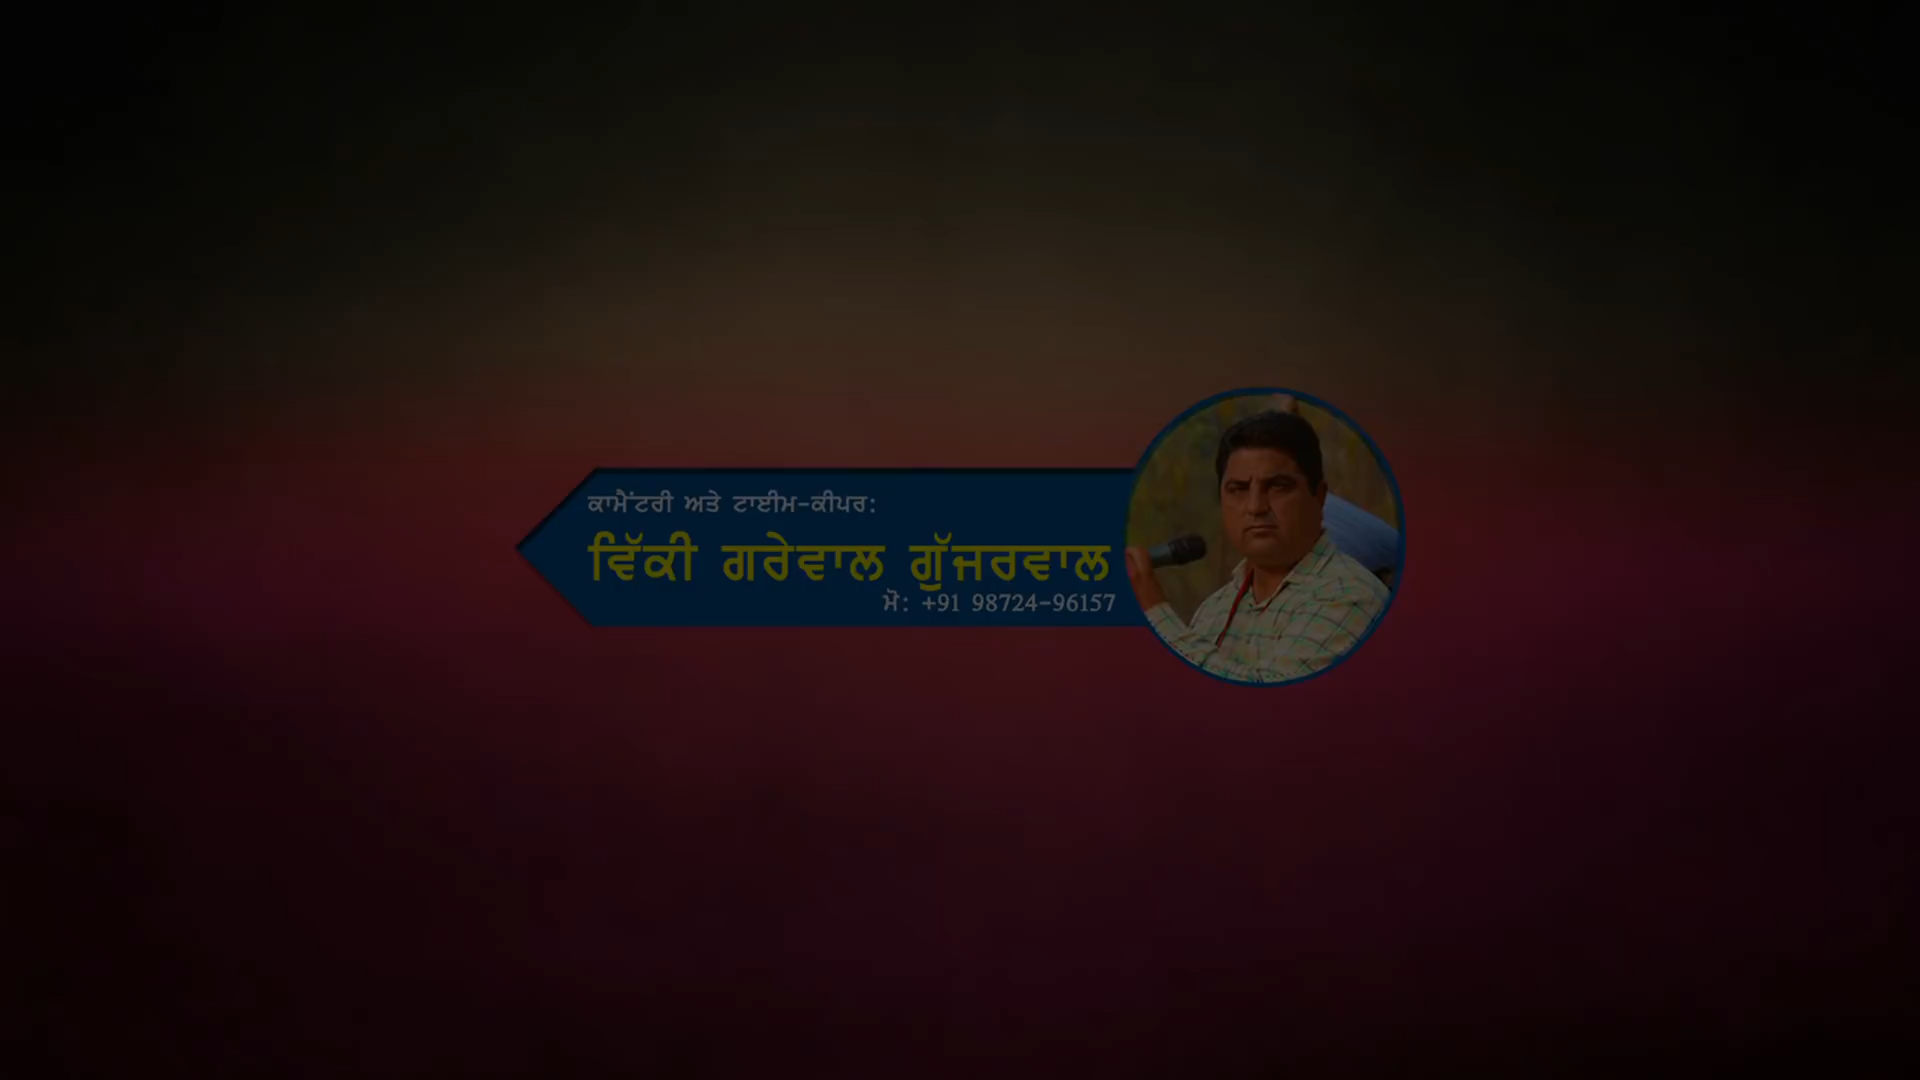 ਕਾਮੈਂਟਰੀ ਅਤੇ ਟਾਈਮ-ਕੀਪਰ:
ਵਿੱਕੀ ਗਰੇਵਾਲ ਗੁੱਜਰਵਾਲ
ਮੋ: +91 98724-96157